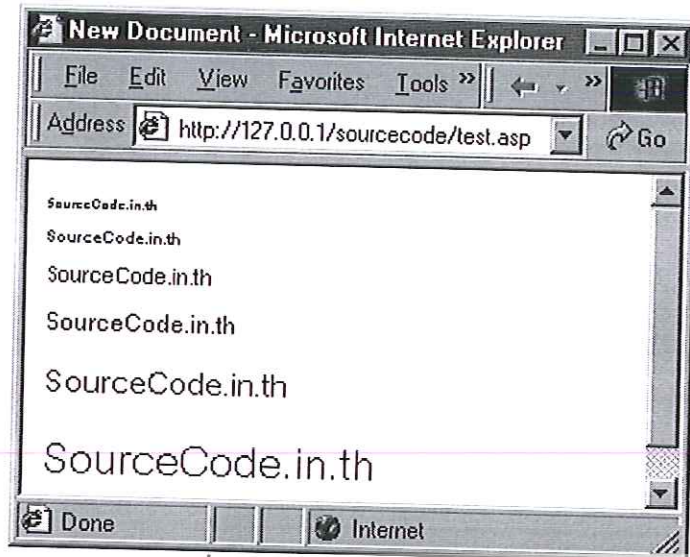 New Document - Microsoft Internet Explorer
File Edit View Favorites Tools »
»
Address http://127.0.0.1/sourcecode/test.asp Go
SourceCode.in.th
SourceCode.in.th
SourceCode.in.th
SourceCode.in.th
SourceCode.in.th
SourceCode.in.th
Done Internet